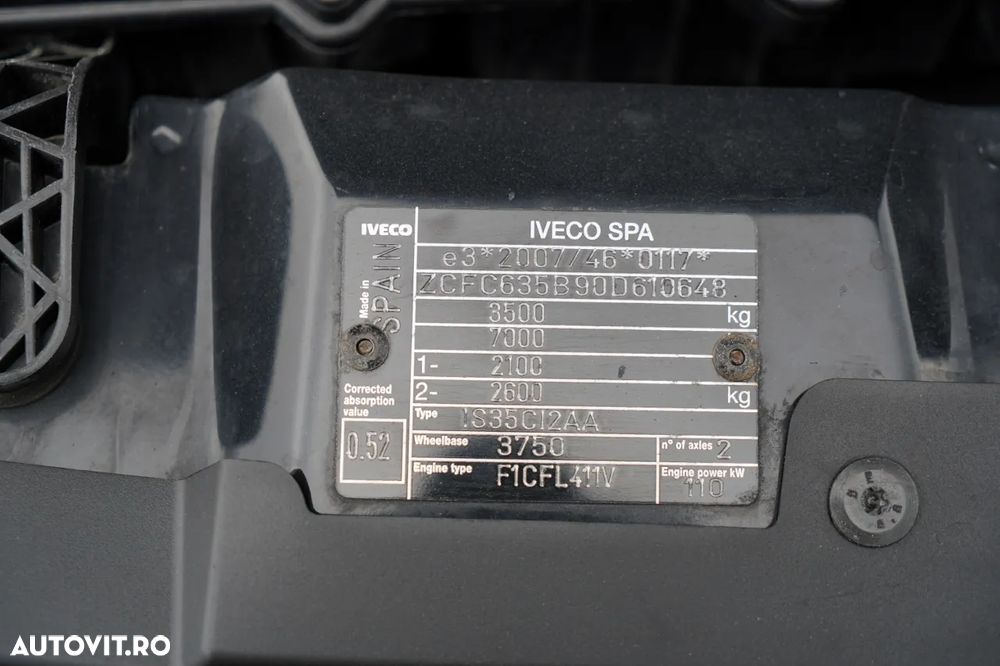 IVECO IVECO SPA
Made in SPAIN
e3*2007/46*0117*
ZCFC635B90D610648
3500 kg
7000
1- 2100
2- 2600 kg
Corrected absorption value
0.52
Type IS35CI2AA
Wheelbase 3750 n° of axles 2
Engine type F1CFL411V Engine power kW 110
AUTOVIT.RO